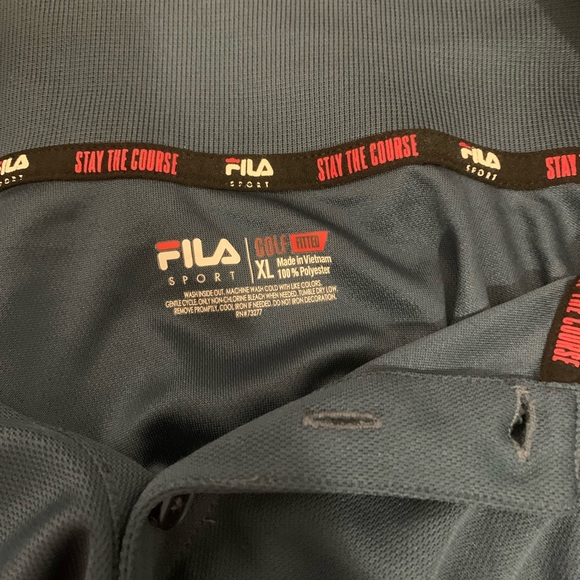 STAY THE COURSE FILA SPORT STAY THE COURSE FILA SPORT STAY
FILA SPORT
GOLF FITTED
XL Made in Vietnam
100% Polyester
WASH INSIDE OUT. MACHINE WASH COLD WITH LIKE COLORS.
GENTLE CYCLE. ONLY NON-CHLORINE BLEACH WHEN NEEDED. TUMBLE DRY LOW.
REMOVE PROMPTLY. COOL IRON IF NEEDED. DO NOT IRON DECORATION.
RN#73277
STAY THE COURSE